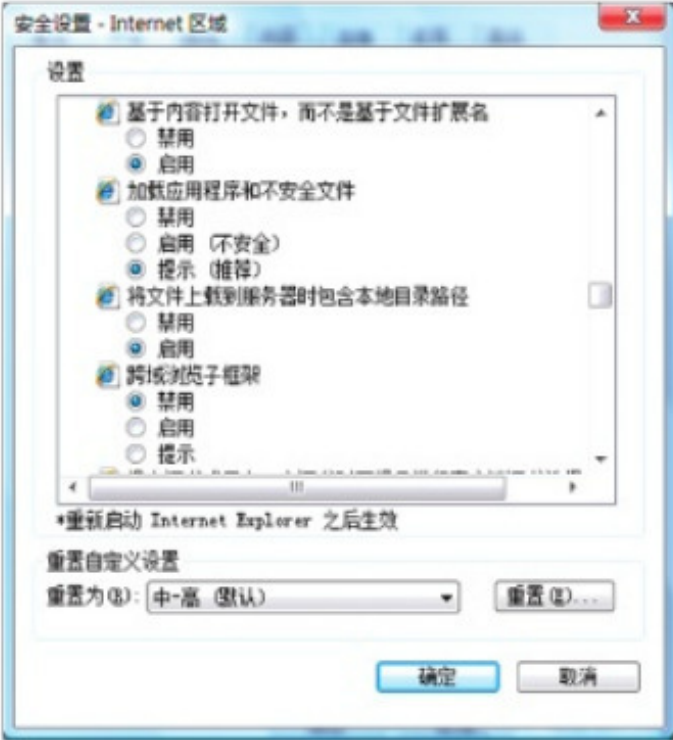 安全设置 - Internet 区域
设置
基于内容打开文件，而不是基于文件扩展名
禁用
启用
加载应用程序和不安全文件
禁用
启用（不安全）
提示（推荐）
将文件上载到服务器时包含本地目录路径
禁用
启用
跨域浏览子框架
禁用
启用
提示
*重新启动 Internet Explorer 之后生效
重置自定义设置
重置为(R): 中-高（默认） 重置(E)...
确定 取消